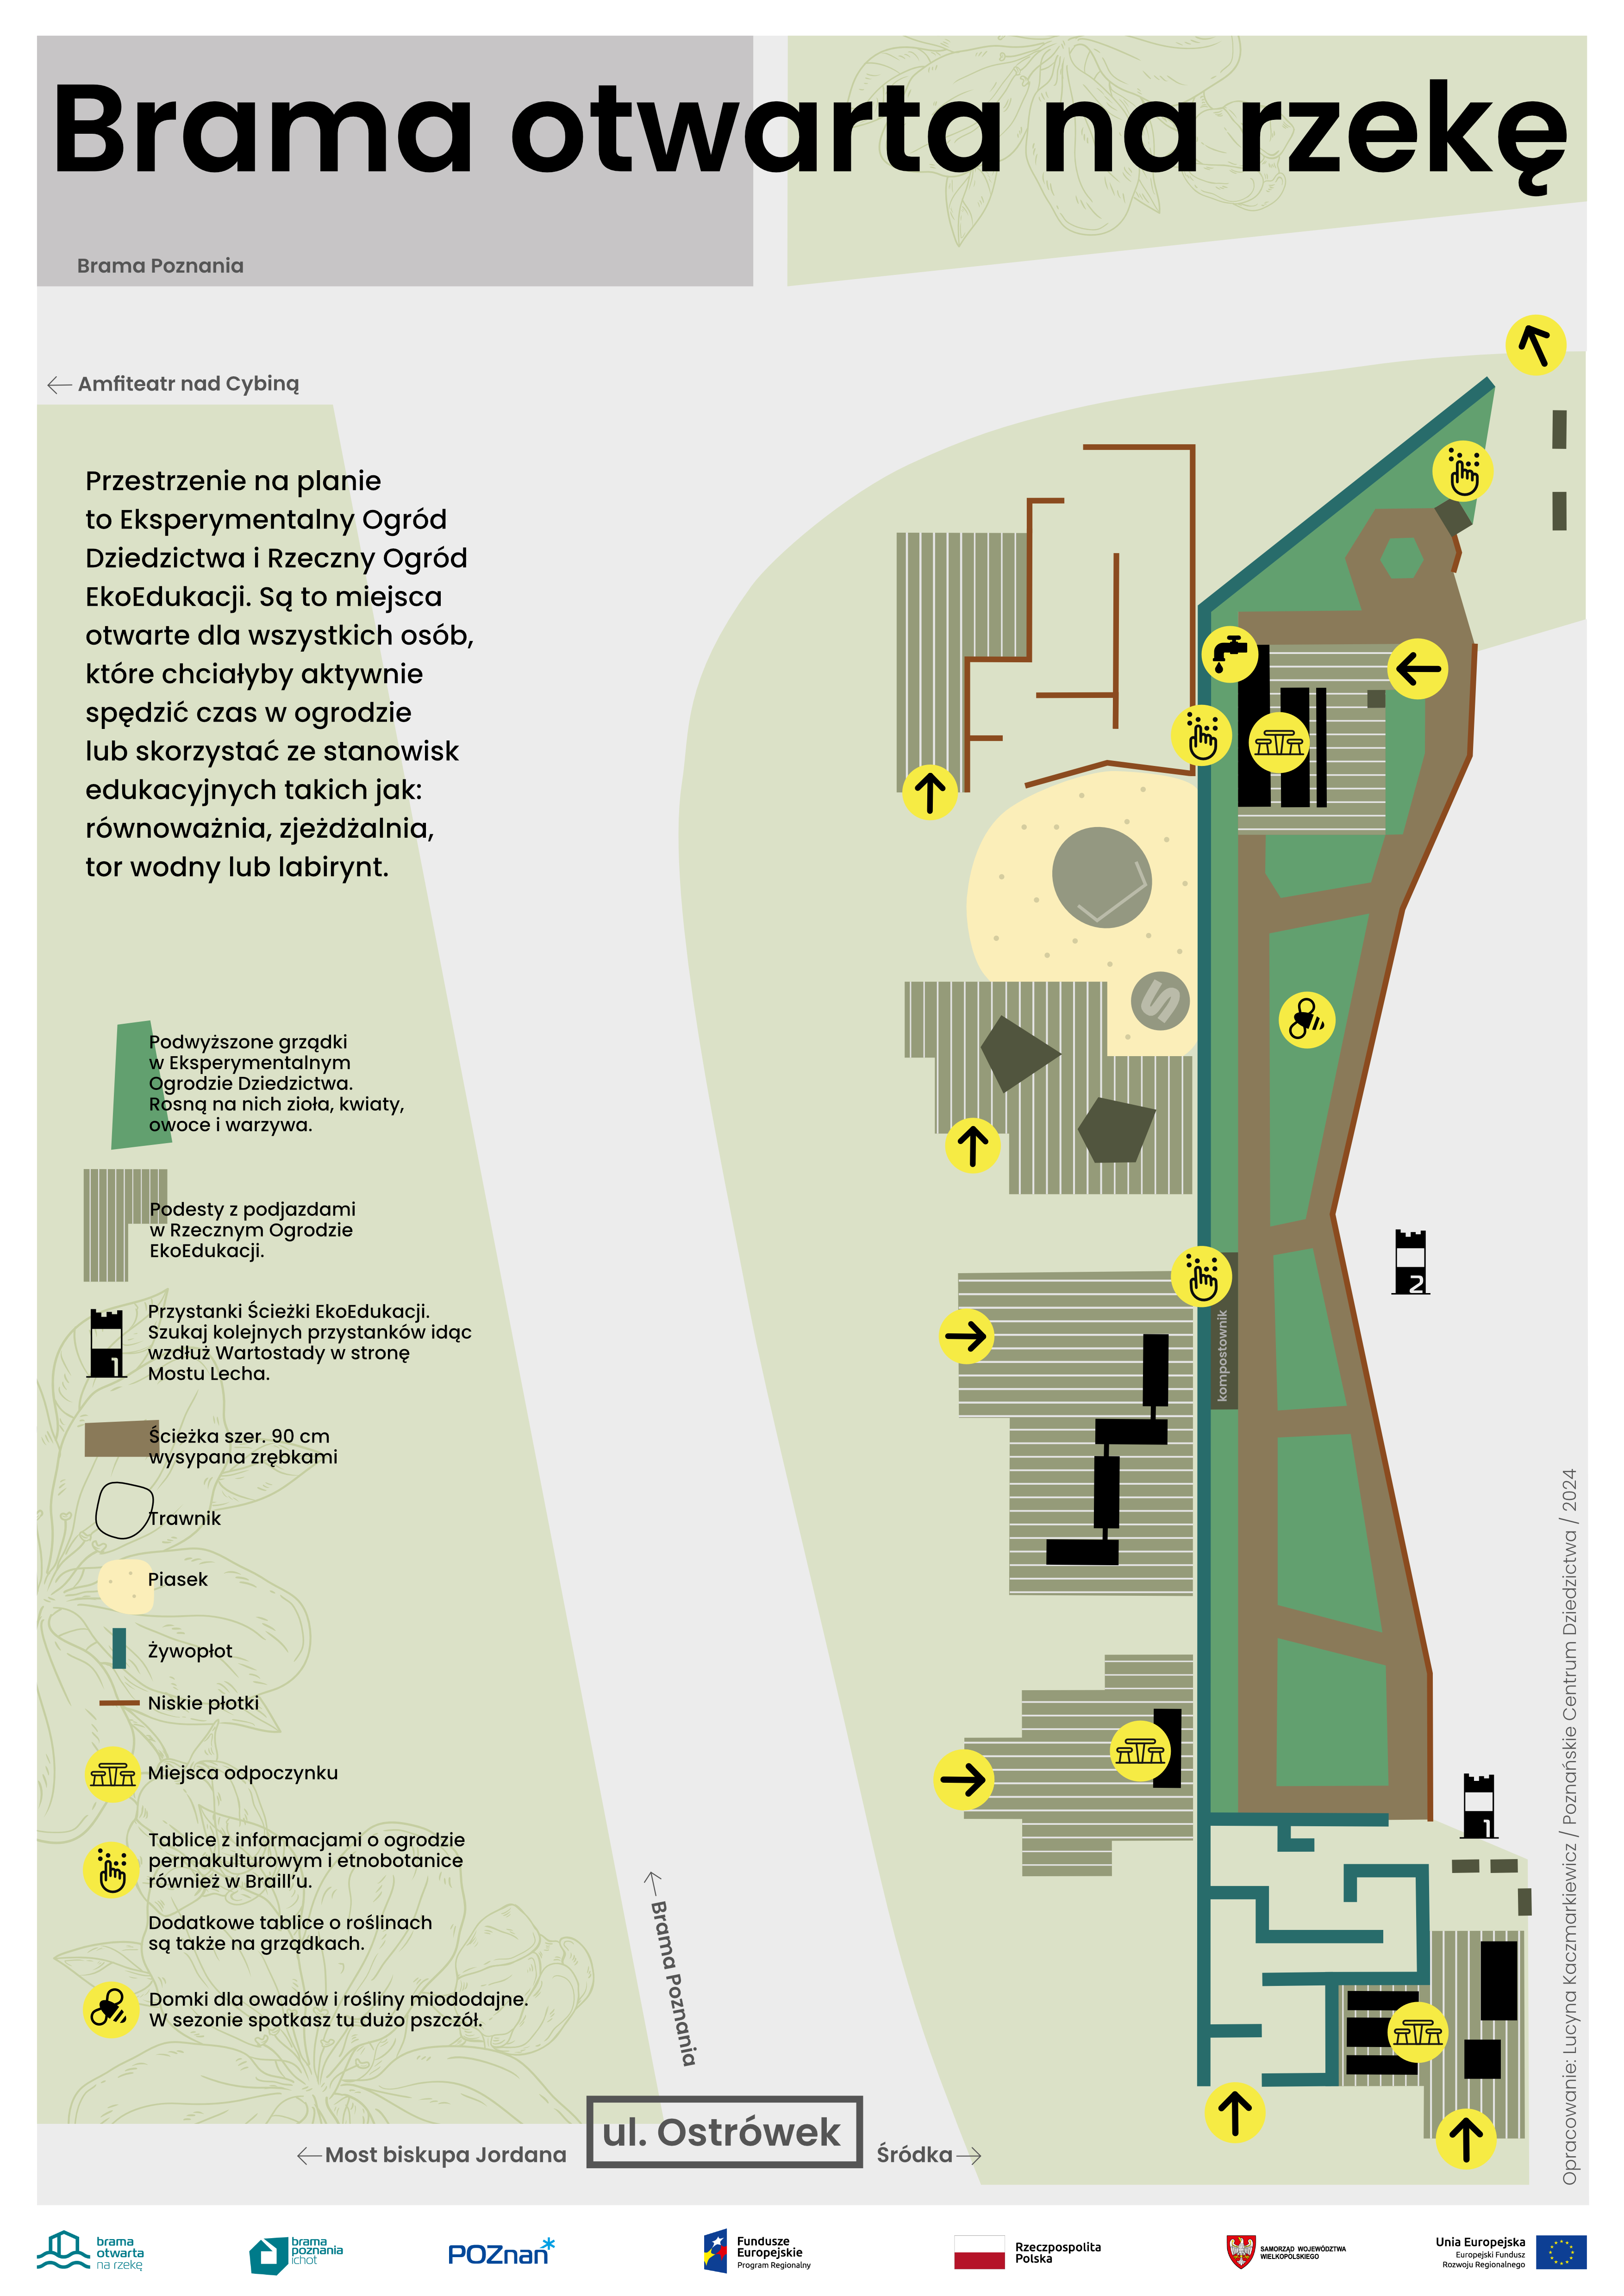 Brama otwarta na rzekę
Brama Poznania
Amfiteatr nad Cybiną
Przestrzenie na planie
to Eksperymentalny Ogród
Dziedzictwa i Rzeczny Ogród
EkoEdukacji. Są to miejsca
otwarte dla wszystkich osób,
które chciałyby aktywnie
spędzić czas w ogrodzie
lub skorzystać ze stanowisk
edukacyjnych takich jak:
równoważnia, zjeżdżalnia,
tor wodny lub labirynt.
Podwyższone grządki
w Eksperymentalnym
Ogrodzie Dziedzictwa.
Rosną na nich zioła, kwiaty,
owoce i warzywa.
Podesty z podjazdami
w Rzecznym Ogrodzie
EkoEdukacji.
1
Przystanki Ścieżki EkoEdukacji.
Szukaj kolejnych przystanków idąc
wzdłuż Wartostady w stronę
Mostu Lecha.
Ścieżka szer. 90 cm
wysypana zrębkami
Trawnik
Piasek
Żywopłot
Niskie płotki
Miejsca odpoczynku
Tablice z informacjami o ogrodzie
permakulturowym i etnobotanice
również w Braill'u.
Dodatkowe tablice o roślinach
są także na grządkach.
Domki dla owadów i rośliny miododajne.
W sezonie spotkasz tu dużo pszczół.
S
kompostownik
2
1
Brama Poznania
Most biskupa Jordana
ul. Ostrówek
Śródka
Opracowanie: Lucyna Kaczmarkiewicz / Poznańskie Centrum Dziedzictwa / 2024
brama
otwarta
na rzekę
brama
poznania
ichot
POZnan*
Fundusze
Europejskie
Program Regionalny
Rzeczpospolita
Polska
SAMORZĄD WOJEWÓDZTWA
WIELKOPOLSKIEGO
Unia Europejska
Europejski Fundusz
Rozwoju Regionalnego